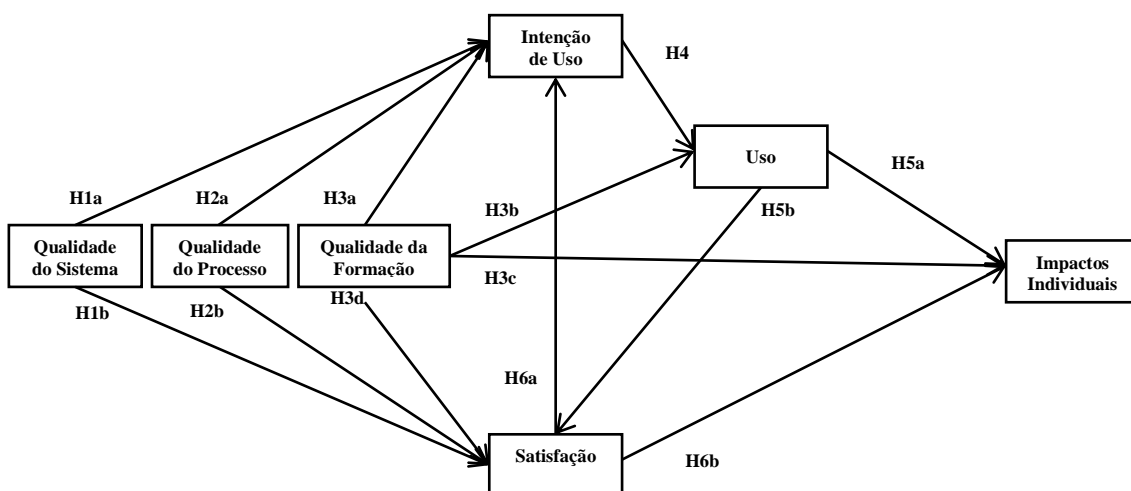 Intenção
de Uso
H4
Uso
H5a
H1a
H2a
H3a
H3b
H5b
Qualidade
do Sistema
Qualidade
do Processo
Qualidade da
Formação
H3c
Impactos
Individuais
H1b
H2b
H3d
H6a
Satisfação
H6b